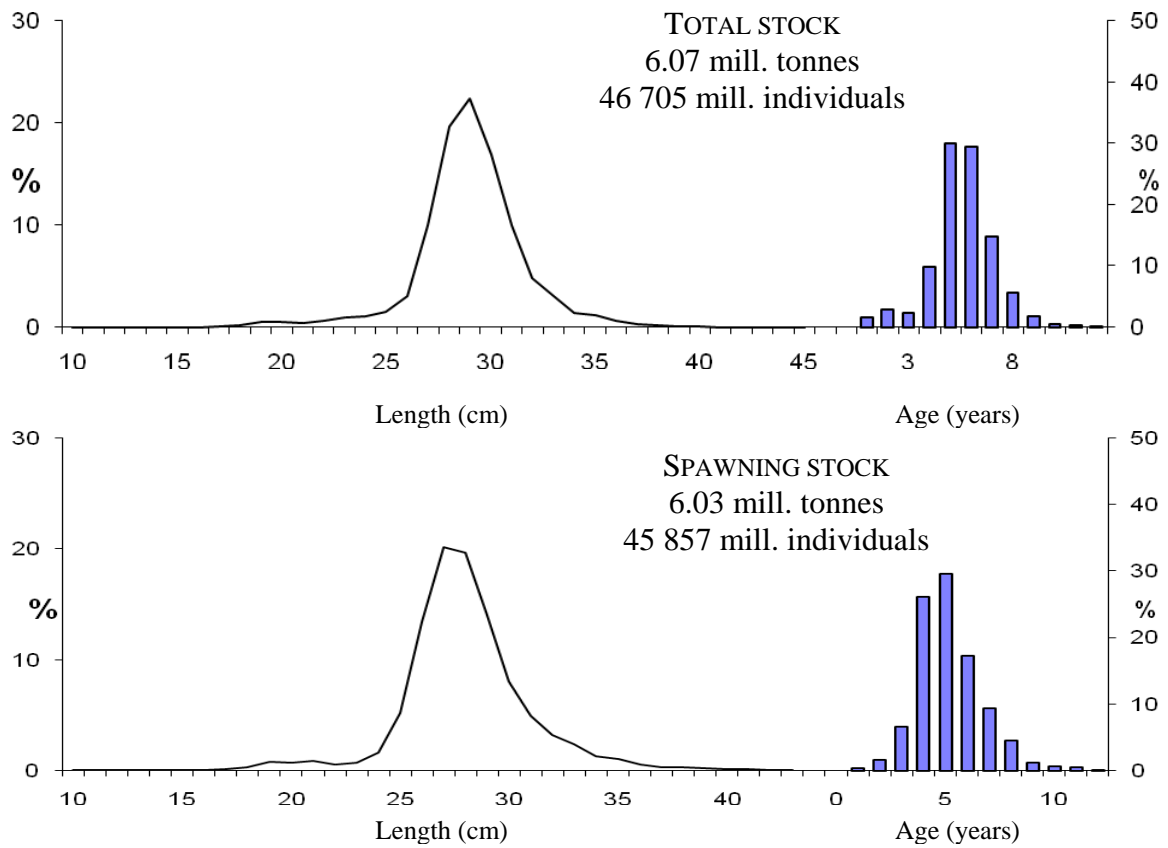 TOTAL STOCK
6.07 mill. tonnes
46 705 mill. individuals
30
20
%
10
0
50
40
30
%
20
10
0
10 15 20 25 30 35 40 45 3 8
Length (cm) Age (years)
SPAWNING STOCK
6.03 mill. tonnes
45 857 mill. individuals
30
20
%
10
0
50
40
30
%
20
10
0
10 15 20 25 30 35 40 0 5 10
Length (cm) Age (years)